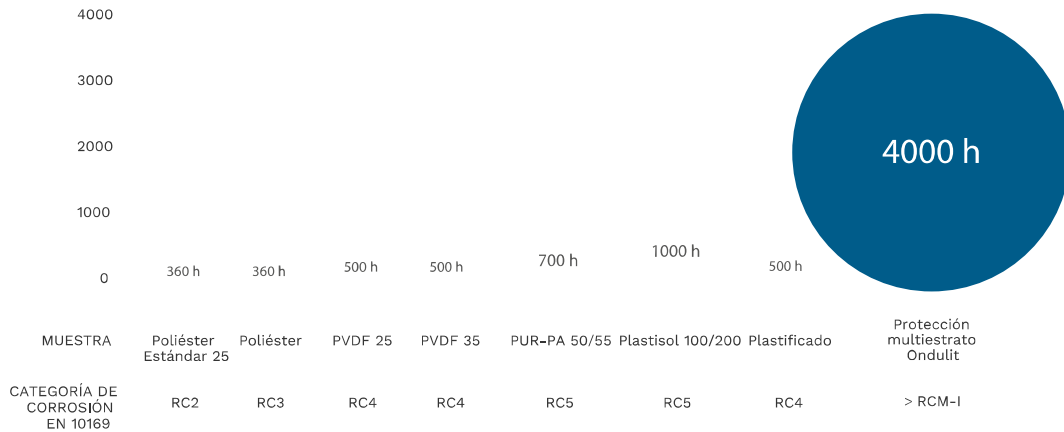 4000
3000
2000
1000
0
360 h
360 h
500 h
500 h
700 h
1000 h
500 h
4000 h
MUESTRA
Poliéster
Estándar 25
Poliéster
PVDF 25
PVDF 35
PUR-PA 50/55
Plastisol 100/200
Plastificado
Protección
multiestrato
Ondulit
CATEGORÍA DE
CORROSIÓN
EN 10169
RC2
RC3
RC4
RC4
RC5
RC5
RC4
> RCM-I